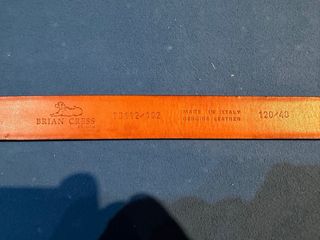 BRIAN CRESS
MADE IN ITALY
GENUINE LEATHER
120/48